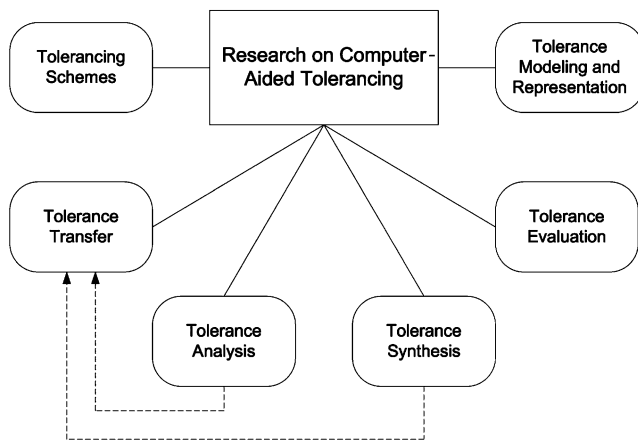 Tolerancing
Schemes
Research on Computer-
Aided Tolerancing
Tolerance
Modeling and
Representation
Tolerance
Transfer
Tolerance
Evaluation
Tolerance
Analysis
Tolerance
Synthesis